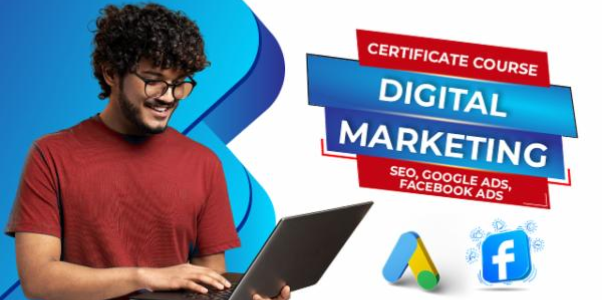 CERTIFICATE COURSE
DIGITAL
MARKETING
SEO, GOOGLE ADS,
FACEBOOK ADS
f